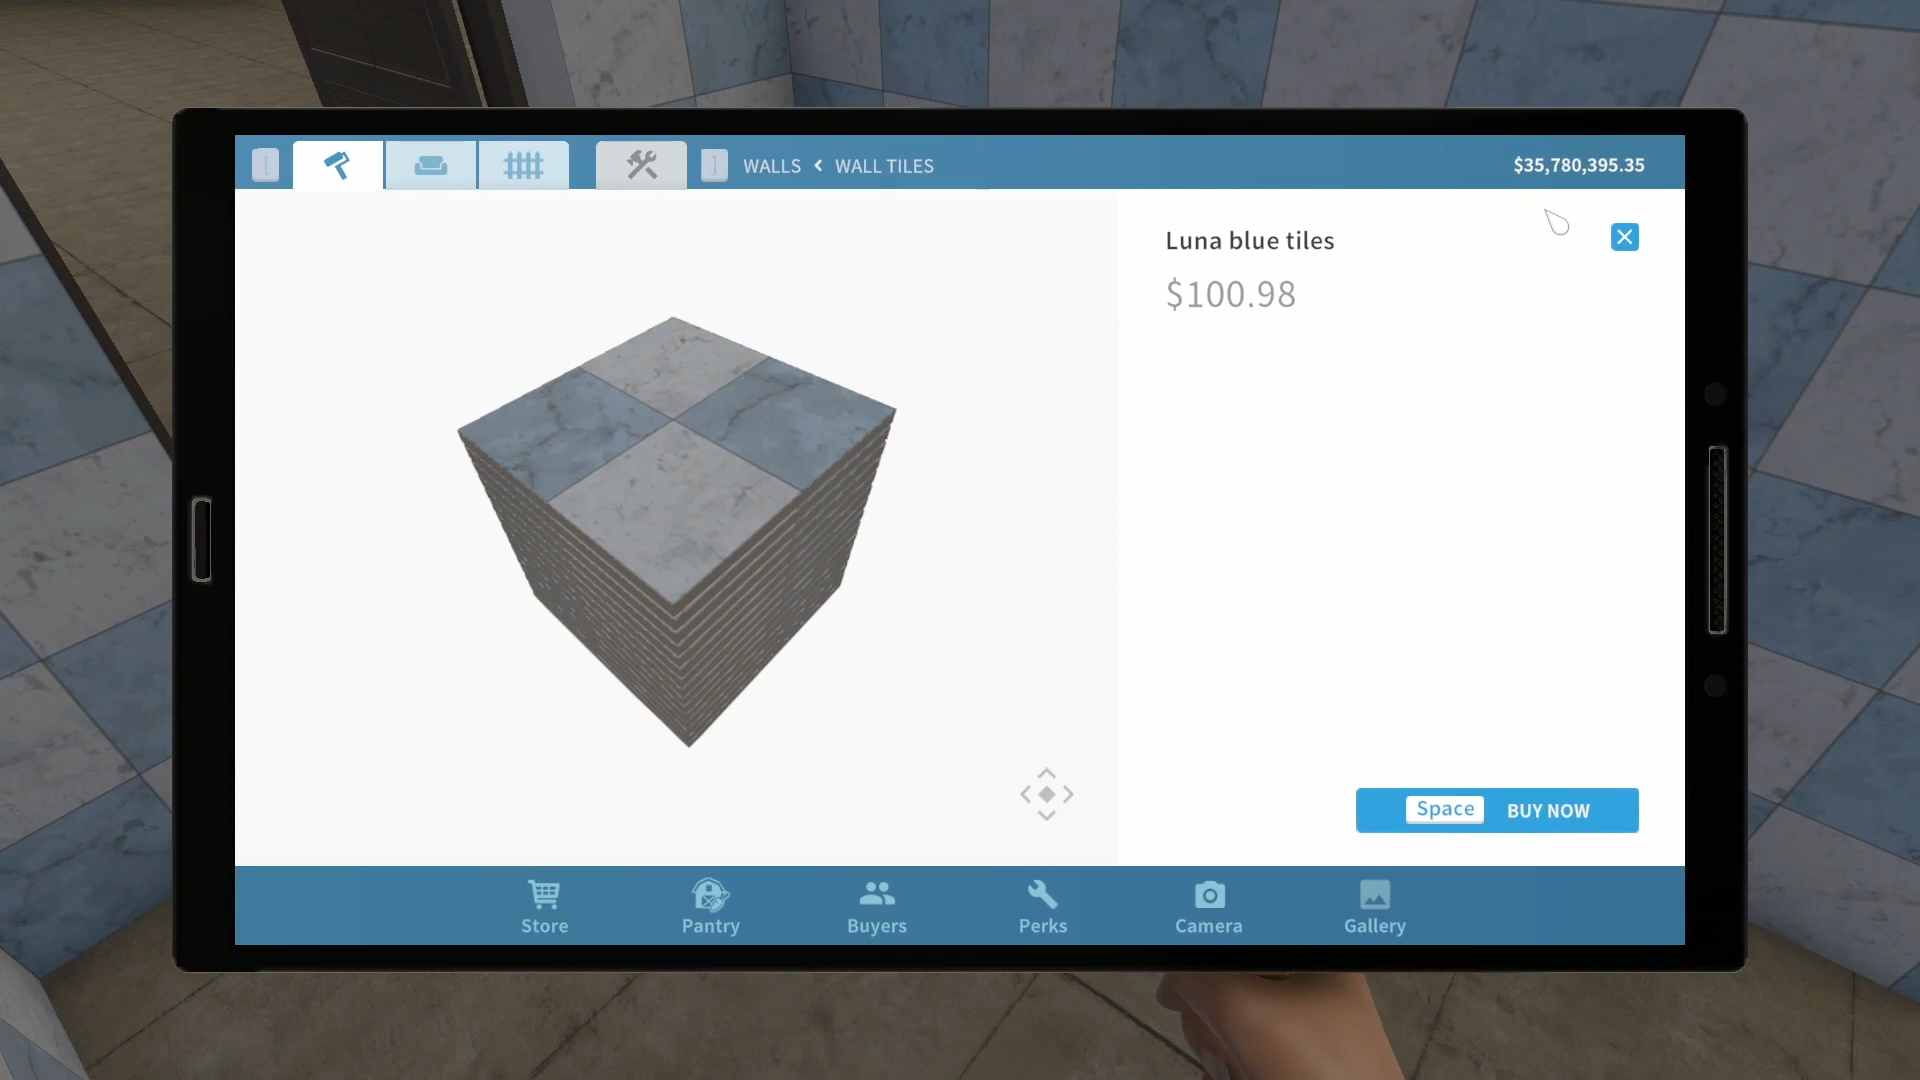 [
] WALLS < WALL TILES $35,780,395.35
Luna blue tiles
$100.98
Space BUY NOW
Store Pantry Buyers Perks Camera Gallery